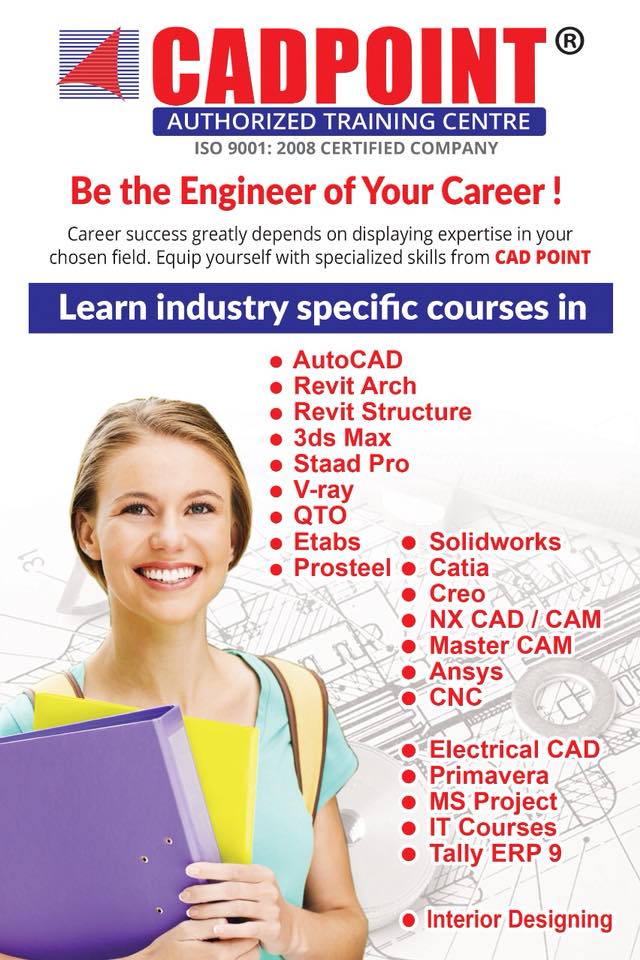 CADPOINT ®
AUTHORIZED TRAINING CENTRE
ISO 9001: 2008 CERTIFIED COMPANY
Be the Engineer of Your Career !
Career success greatly depends on displaying expertise in your
chosen field. Equip yourself with specialized skills from CAD POINT
Learn industry specific courses in
• AutoCAD
• Revit Arch
• Revit Structure
• 3ds Max
• Staad Pro
• V-ray
• QTO
• Etabs
• Prosteel
• Solidworks
• Catia
• Creo
• NX CAD / CAM
• Master CAM
• Ansys
• CNC
• Electrical CAD
• Primavera
• MS Project
• IT Courses
• Tally ERP 9
• Interior Designing
31